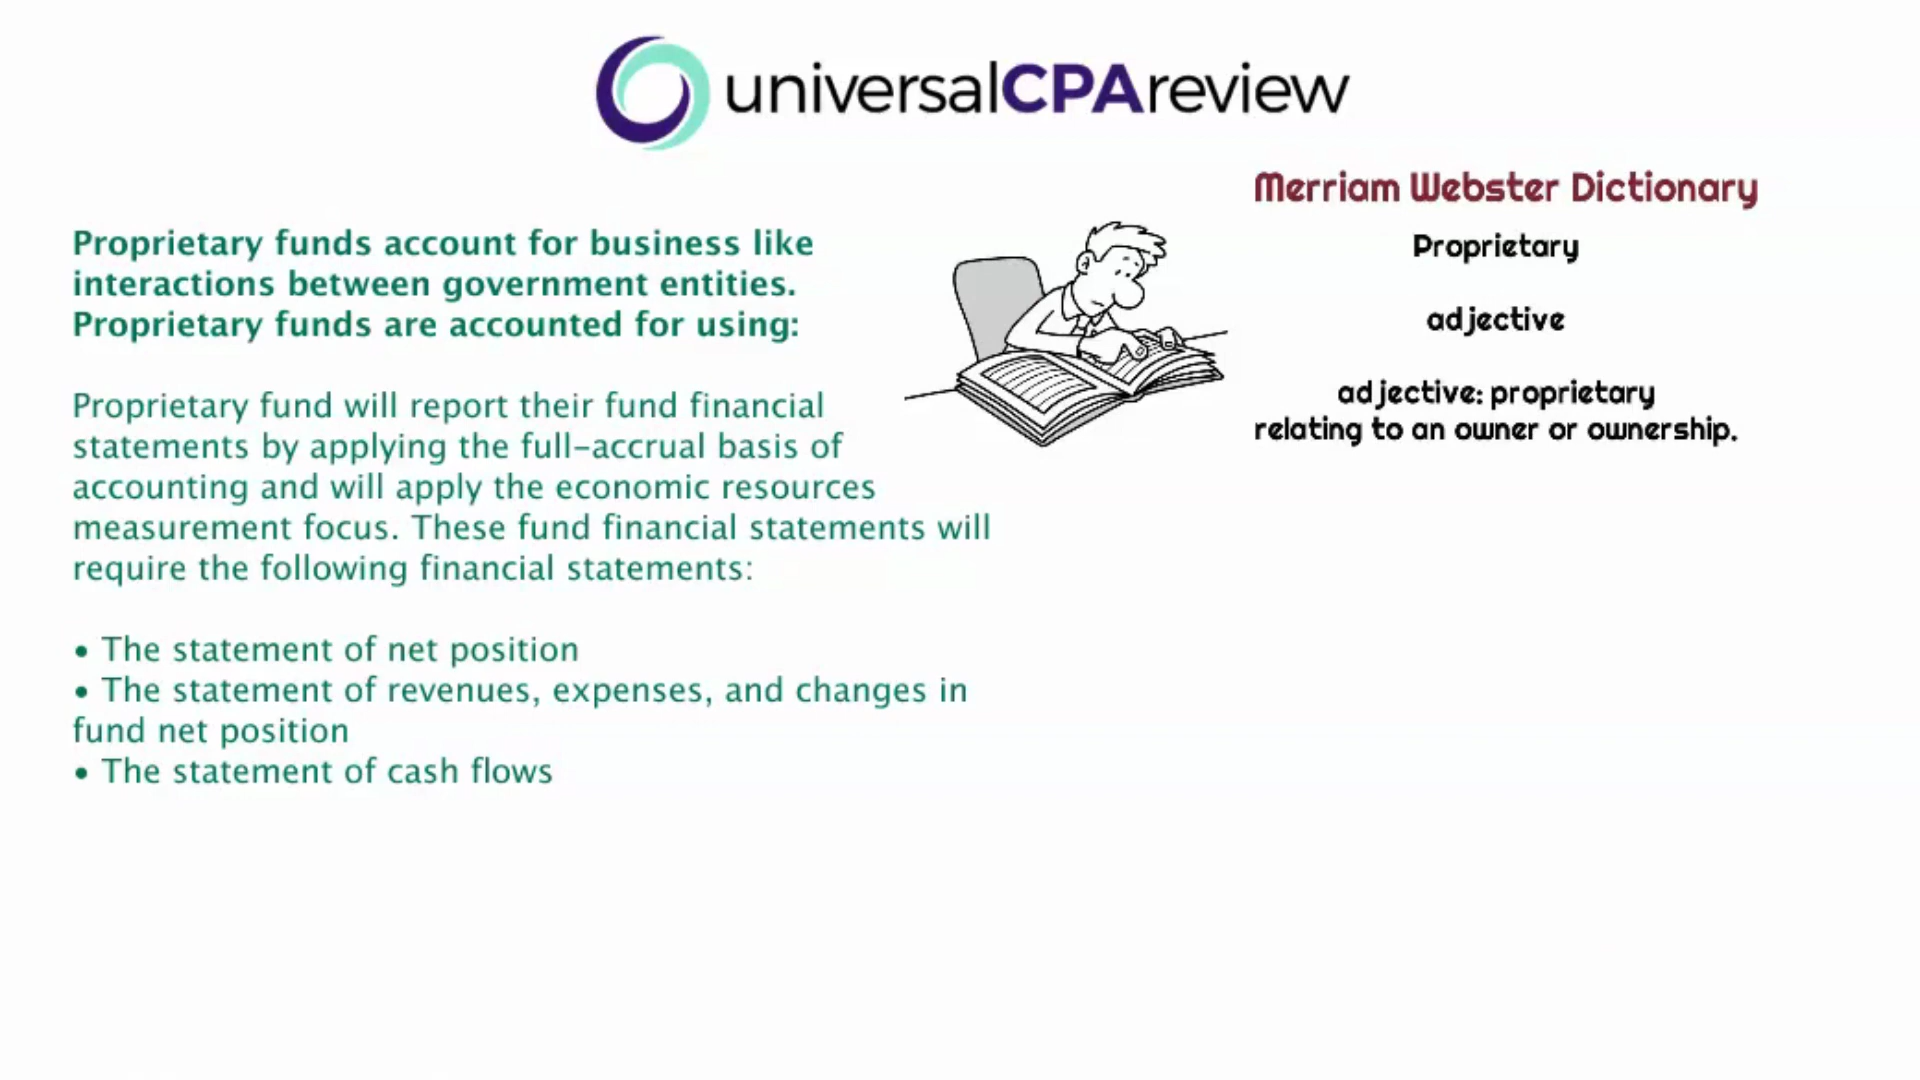 universalCPAreview
Merriam Webster Dictionary
Proprietary
adjective
adjective: proprietary
relating to an owner or ownership.
Proprietary funds account for business like
interactions between government entities.
Proprietary funds are accounted for using:
Proprietary fund will report their fund financial
statements by applying the full-accrual basis of
accounting and will apply the economic resources
measurement focus. These fund financial statements will
require the following financial statements:
• The statement of net position
• The statement of revenues, expenses, and changes in
fund net position
• The statement of cash flows